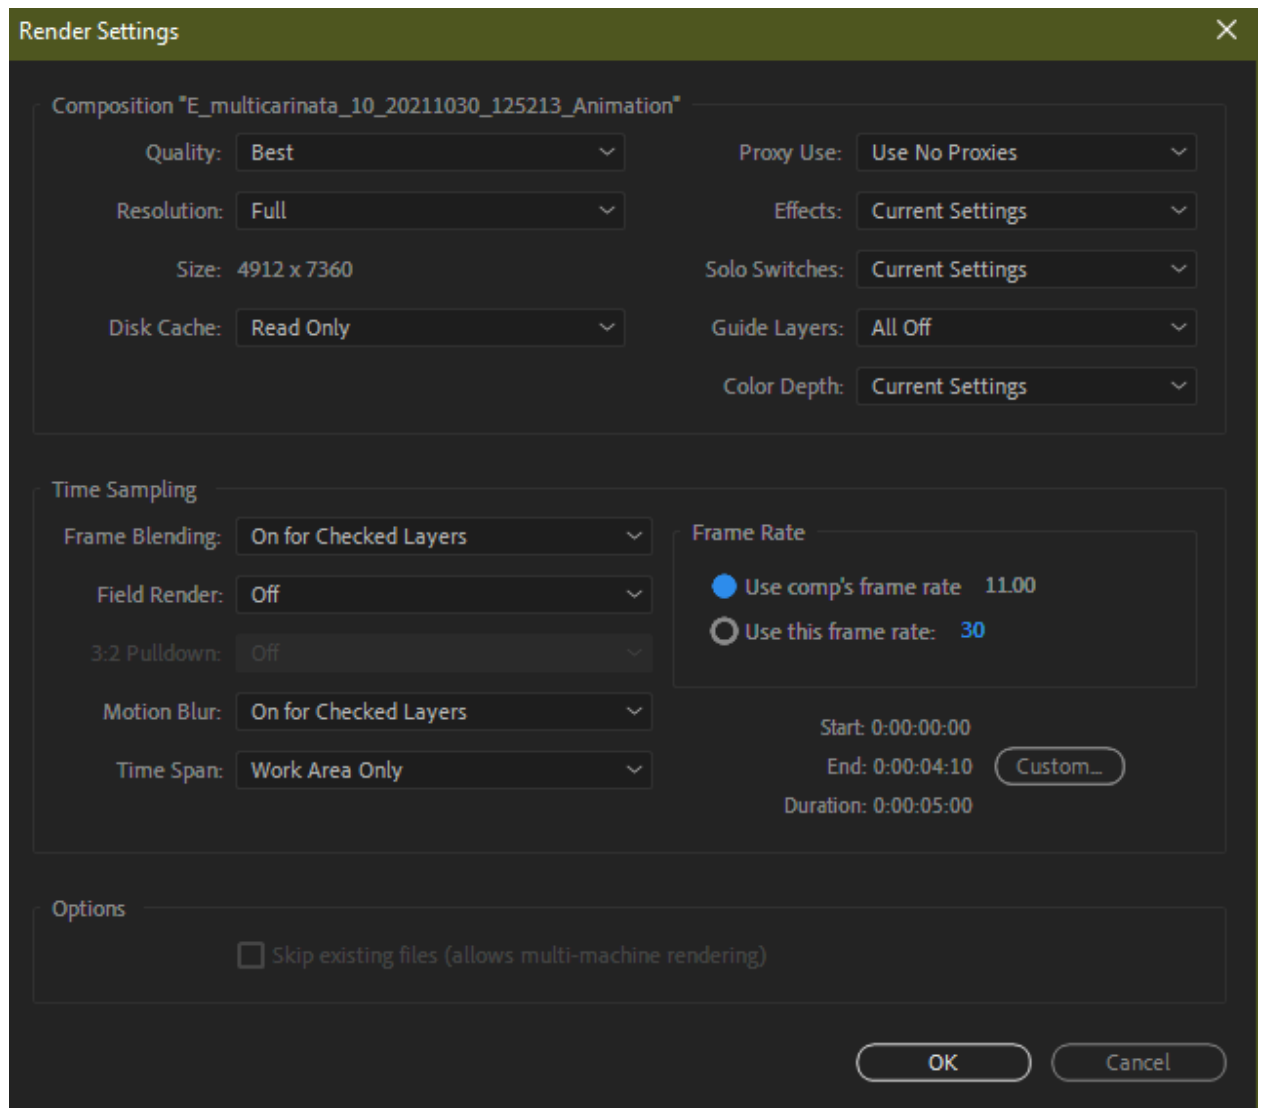 Render Settings
Composition "E_multicarinata_10_20211030_125213_Animation"
Quality: Best
Proxy Use: Use No Proxies
Resolution: Full
Effects: Current Settings
Size: 4912 x 7360
Solo Switches: Current Settings
Disk Cache: Read Only
Guide Layers: All Off
Color Depth: Current Settings
Time Sampling
Frame Blending: On for Checked Layers
Field Render: Off
3:2 Pulldown: Off
Motion Blur: On for Checked Layers
Time Span: Work Area Only
Frame Rate
Use comp's frame rate 11.00
Use this frame rate: 30
Start: 0:00:00:00
End: 0:00:04:10 Custom...
Duration: 0:00:05:00
Options
Skip existing files (allows multi-machine rendering)
OK Cancel